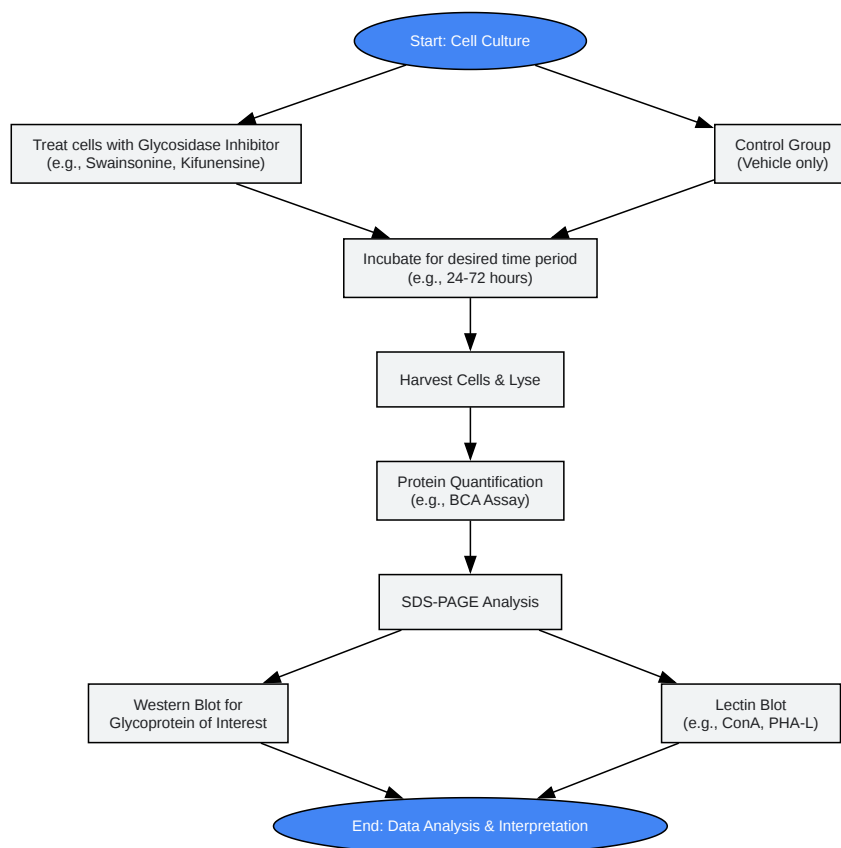 Start: Cell Culture
Treat cells with Glycosidase Inhibitor
(e.g., Swainsonine, Kifunensine)
Control Group
(Vehicle only)
Incubate for desired time period
(e.g., 24-72 hours)
Harvest Cells & Lyse
Protein Quantification
(e.g., BCA Assay)
SDS-PAGE Analysis
Western Blot for
Glycoprotein of Interest
Lectin Blot
(e.g., ConA, PHA-L)
End: Data Analysis & Interpretation